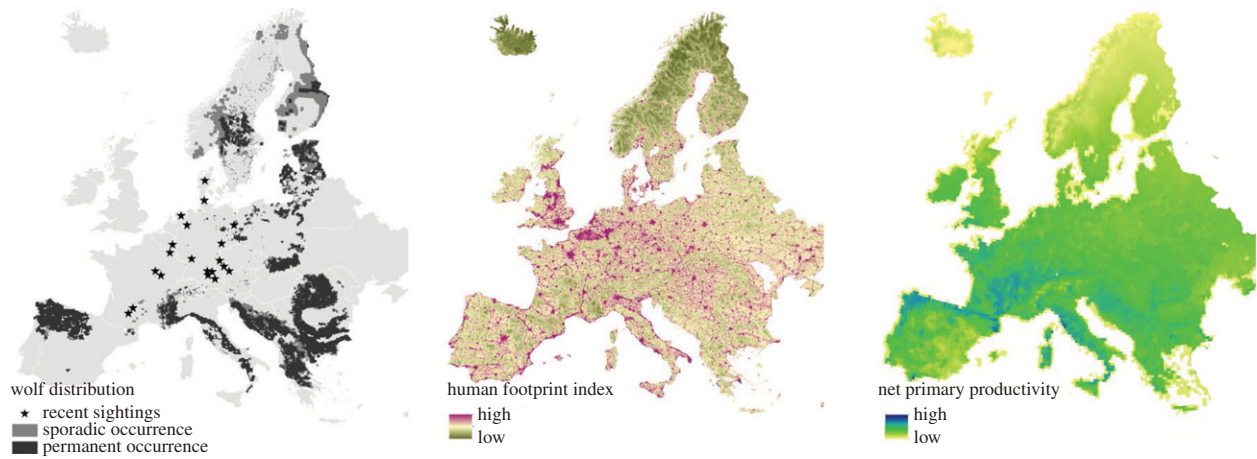 wolf distribution
recent sightings
sporadic occurrence
permanent occurrence
human footprint index
high
low
net primary productivity
high
low